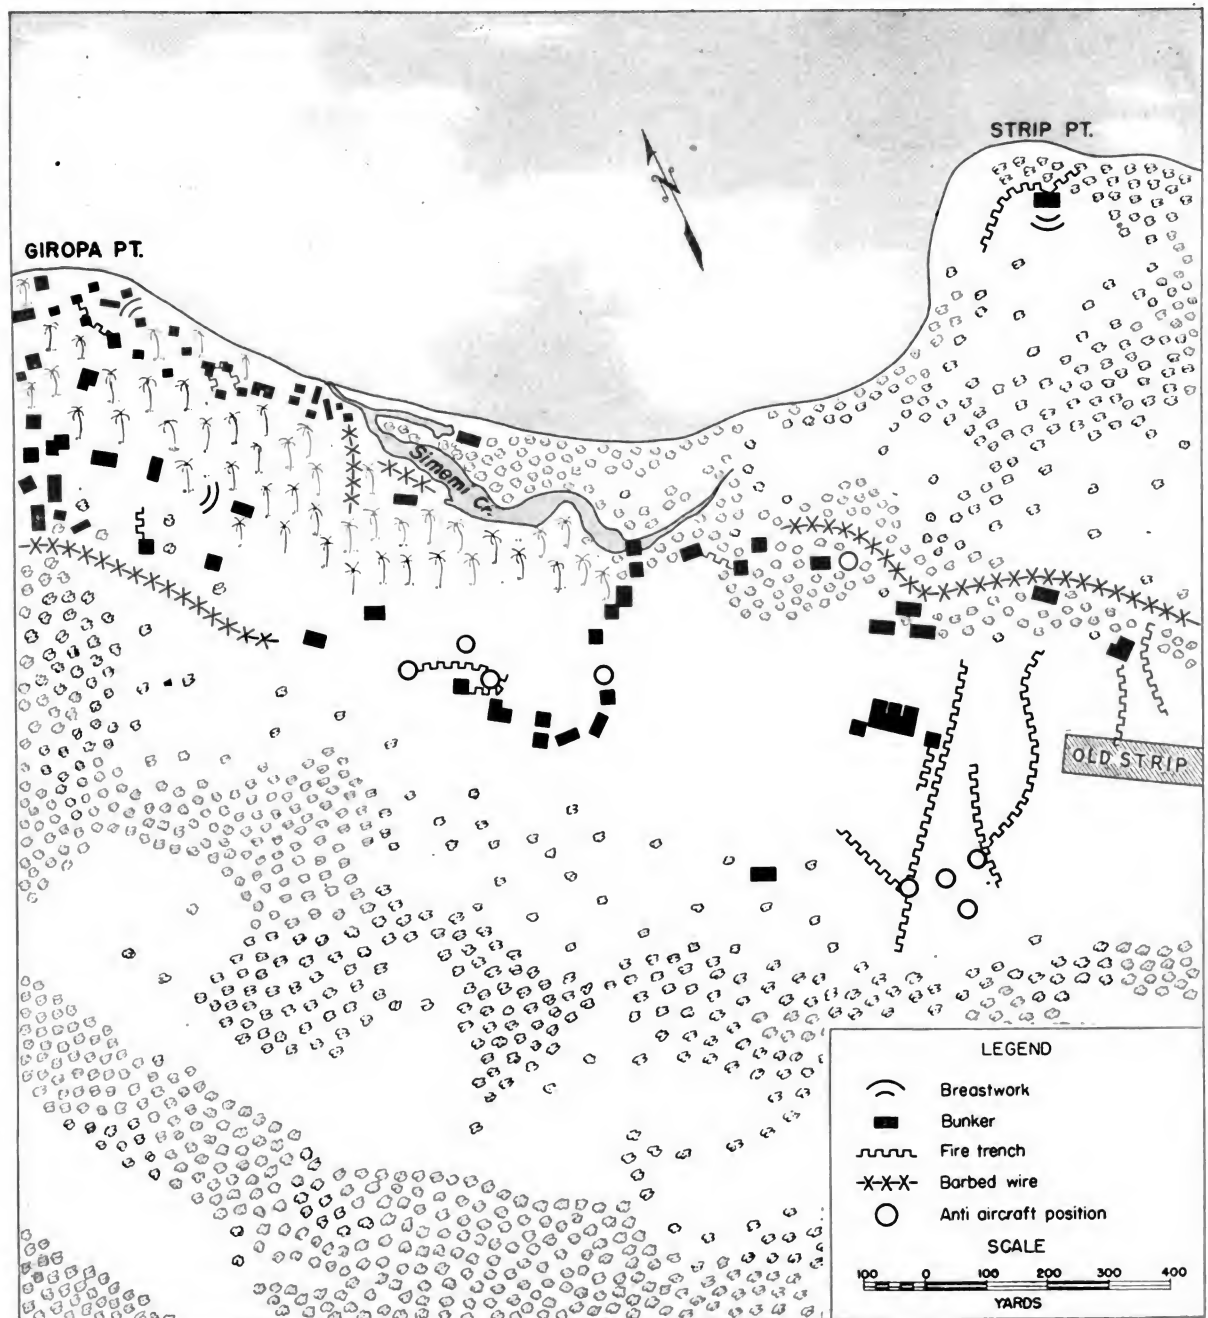 STRIP PT.
GIROPA PT.
N
Simemi Cr.
OLD STRIP
LEGEND
Breastwork
Bunker
Fire trench
Barbed wire
Anti aircraft position
SCALE
100 0 100 200 300 400
YARDS